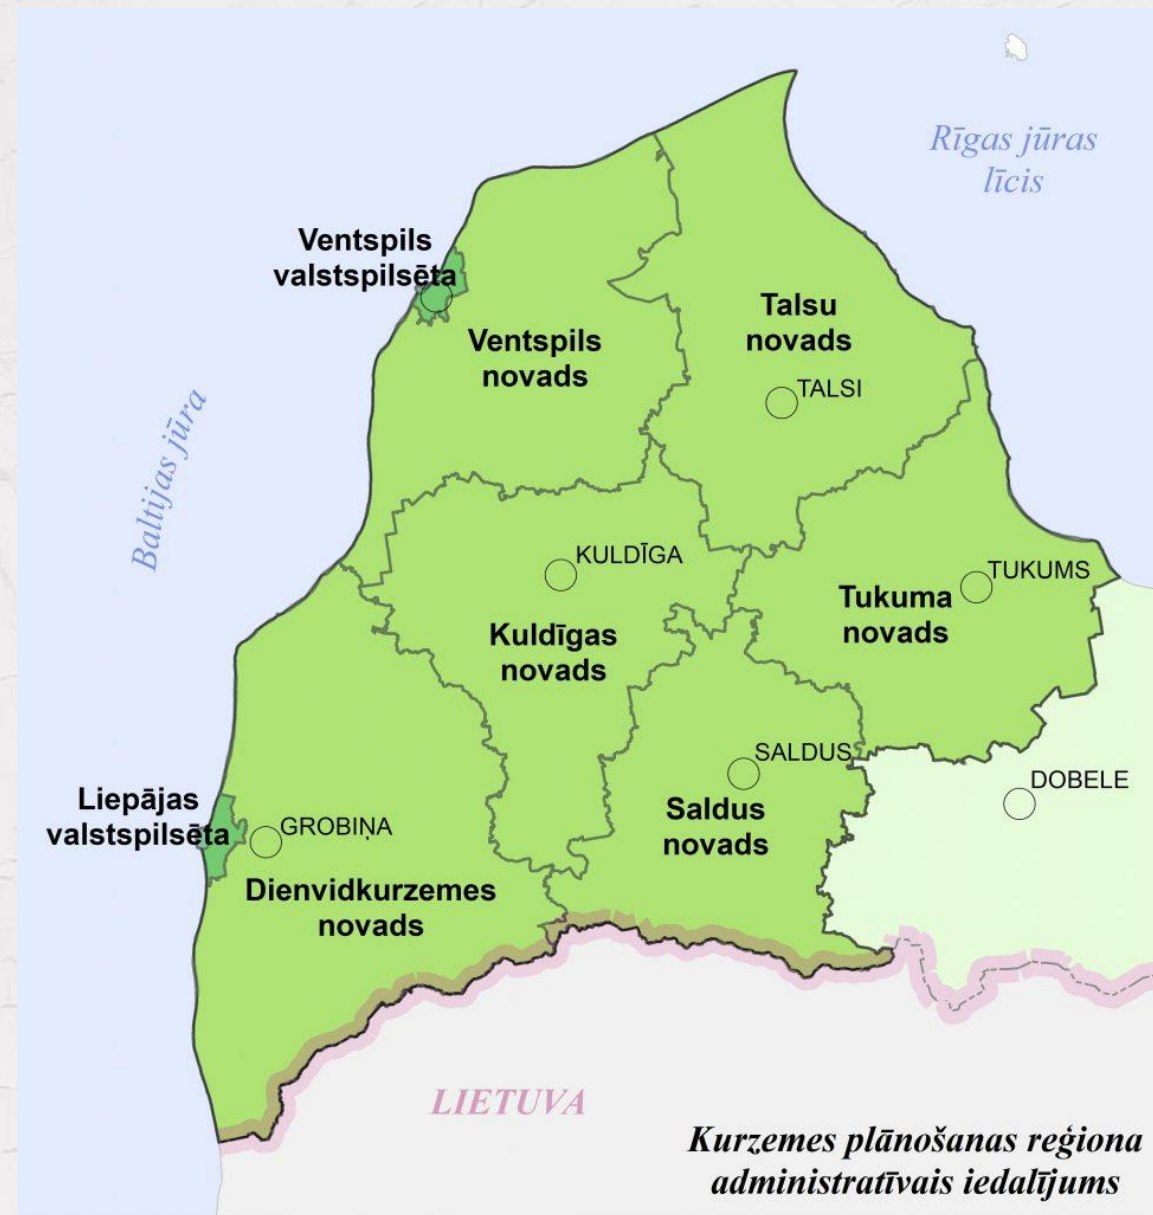 Rīgas jūras
līcis
Ventspils
valstspilsēta
Talsu
novads
Ventspils
novads
TALSI
Baltijas jūra
KULDĪGA
TUKUMS
Tukuma
novads
Kuldīgas
novads
SALDUS
DOBELE
Liepājas
valstspilsēta
Saldus
novads
GROBIŅA
Dienvidkurzemes
novads
LIETUVA
Kurzemes plānošanas reģiona
administratīvais iedalījums